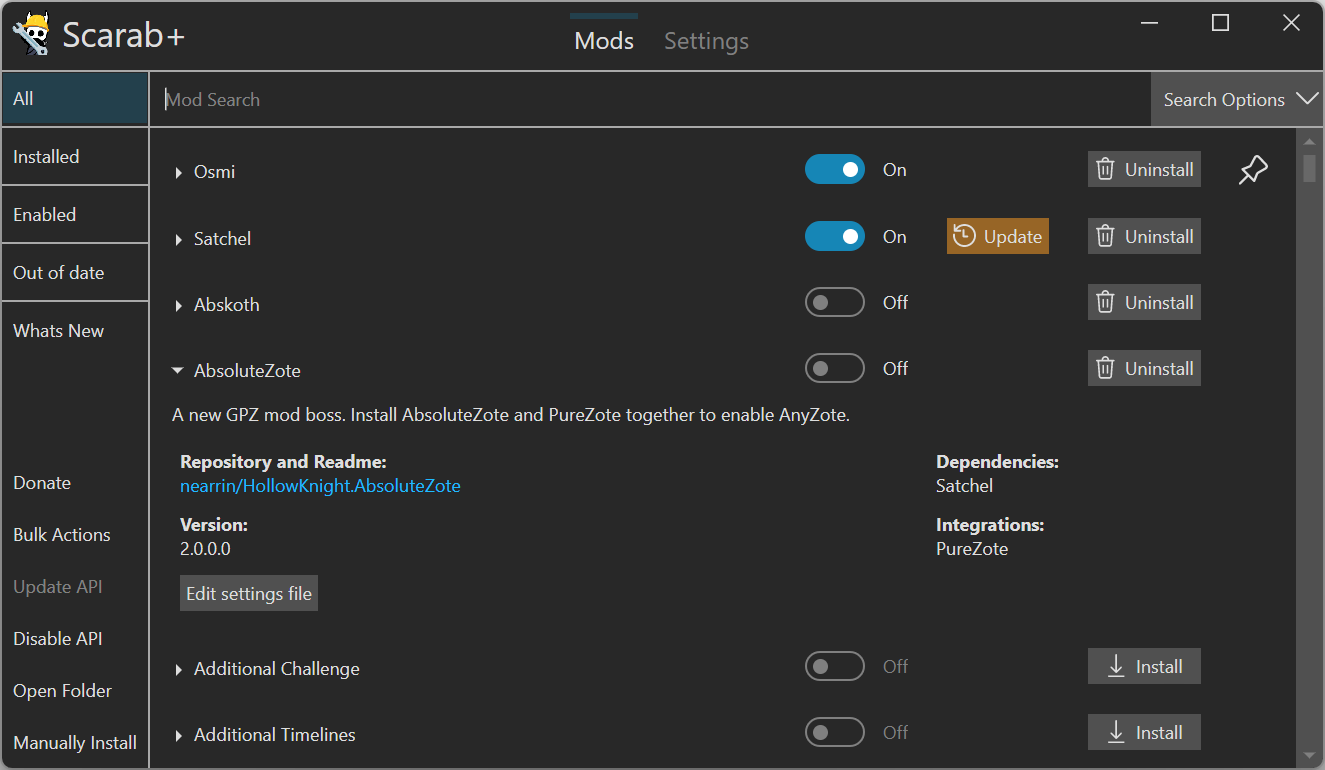 Scarab+
Mods
Settings
All
Mod Search
Search Options
Installed
Enabled
Out of date
Whats New
Donate
Bulk Actions
Update API
Disable API
Open Folder
Manually Install
Osmi
On
Uninstall
Satchel
On
Update
Uninstall
Abskoth
Off
Uninstall
AbsoluteZote
Off
Uninstall
A new GPZ mod boss. Install AbsoluteZote and PureZote together to enable AnyZote.
Repository and Readme:
nearrin/HollowKnight.AbsoluteZote
Dependencies:
Satchel
Version:
2.0.0.0
Integrations:
PureZote
Edit settings file
Additional Challenge
Off
Install
Additional Timelines
Off
Install